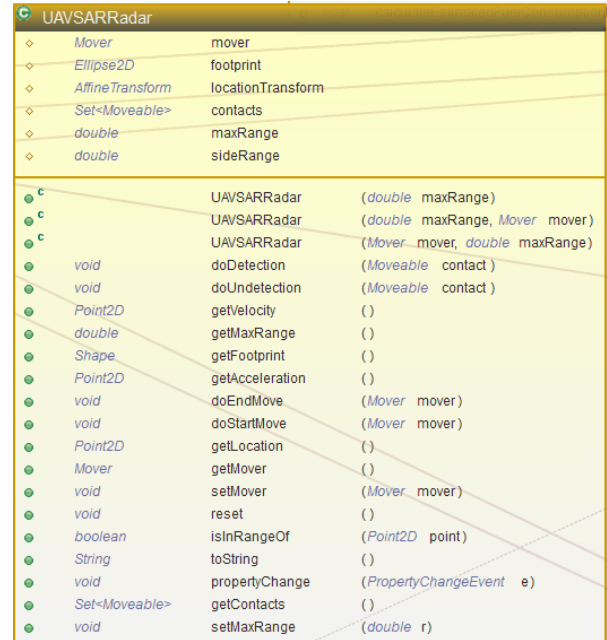 C UAVSARRadar
Mover mover
Ellipse2D footprint
AffineTransform locationTransform
Set<Moveable> contacts
double maxRange
double sideRange
c UAVSARRadar (double maxRange)
c UAVSARRadar (double maxRange, Mover mover)
c UAVSARRadar (Mover mover, double maxRange)
void doDetection (Moveable contact )
void doUndetection (Moveable contact )
Point2D getVelocity ( )
double getMaxRange ( )
Shape getFootprint ( )
Point2D getAcceleration ( )
void doEndMove (Mover mover)
void doStartMove (Mover mover)
Point2D getLocation ( )
Mover getMover ( )
void setMover (Mover mover)
void reset ( )
boolean isInRangeOf (Point2D point)
String toString ( )
void propertyChange (PropertyChangeEvent e)
Set<Moveable> getContacts ( )
void setMaxRange (double r)